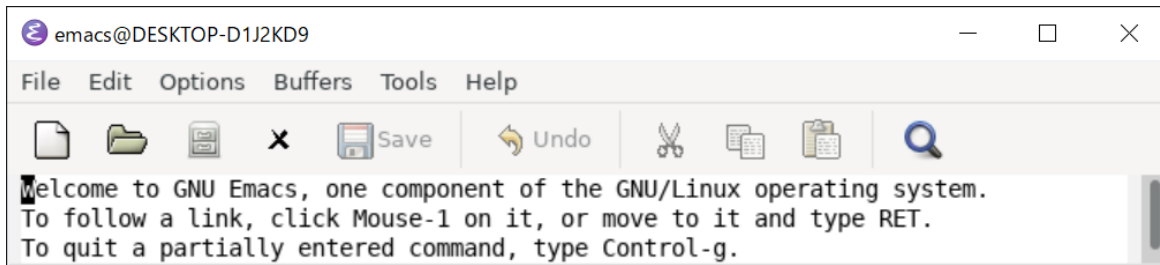 emacs@DESKTOP-D1J2KD9
File Edit Options Buffers Tools Help
Save Undo
Welcome to GNU Emacs, one component of the GNU/Linux operating system.
To follow a link, click Mouse-1 on it, or move to it and type RET.
To quit a partially entered command, type Control-g.